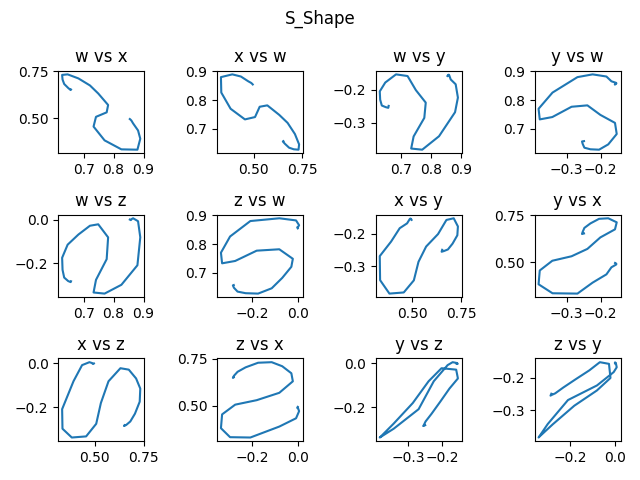 S_Shape
w vs x
x vs w
w vs y
y vs w
0.75
0.50
0.7 0.8 0.9
0.9
0.8
0.7
0.50 0.75
−0.2
−0.3
0.7 0.8 0.9
0.9
0.8
0.7
−0.3 −0.2
w vs z
z vs w
x vs y
y vs x
0.0
−0.2
0.7 0.8 0.9
0.9
0.8
0.7
−0.2 0.0
−0.2
−0.3
0.50 0.75
0.75
0.50
−0.3 −0.2
x vs z
z vs x
y vs z
z vs y
0.0
−0.2
0.50 0.75
0.75
0.50
−0.2 0.0
0.0
−0.2
−0.3 −0.2
−0.2
−0.3
−0.2 0.0